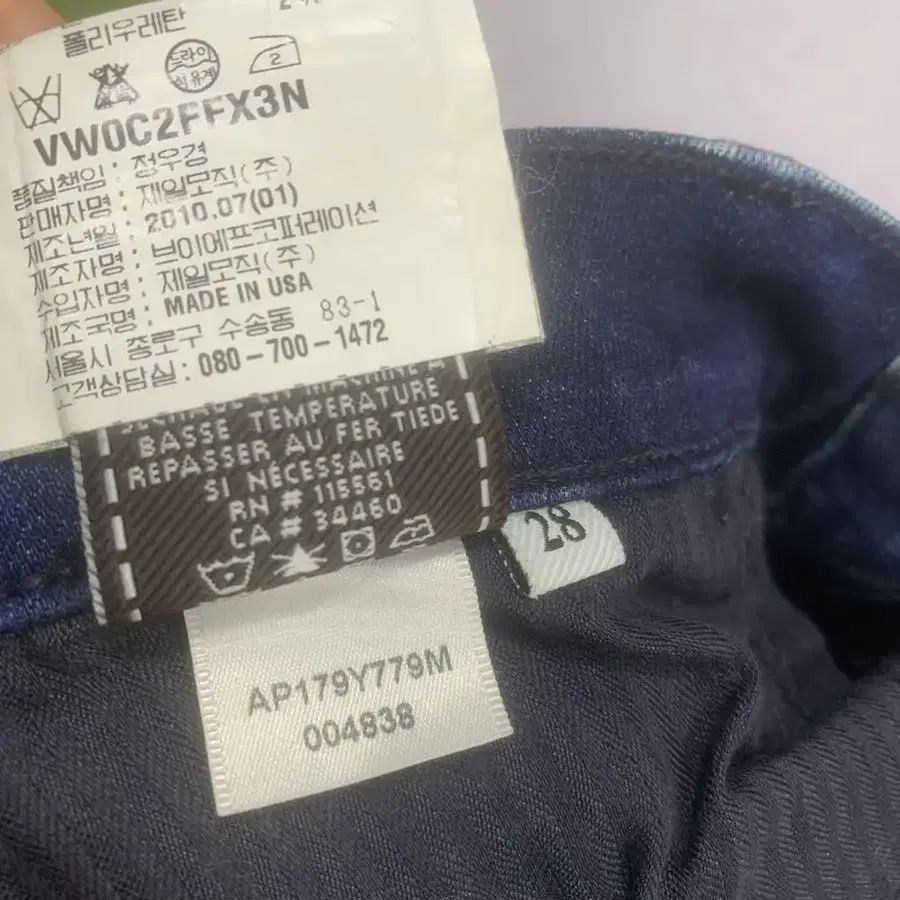 폴리우레탄
드라이
석유계
2
VW0C2FFX3N
품질책임 : 정우경
판매자명 : 제일모직(주)
제조년월 : 2010.07(01)
제조자명 : 브이에프코퍼레이션
수입자명 : 제일모직(주)
제조국명 : MADE IN USA
서울시 종로구 수송동 83-1
고객상담실 : 080-700-1472
BASSE TEMPÉRATURE
REPASSER AU FER TIEDE
SI NÉCESSAIRE
RN # 115561
CA # 34460
28
AP179Y779M
004838